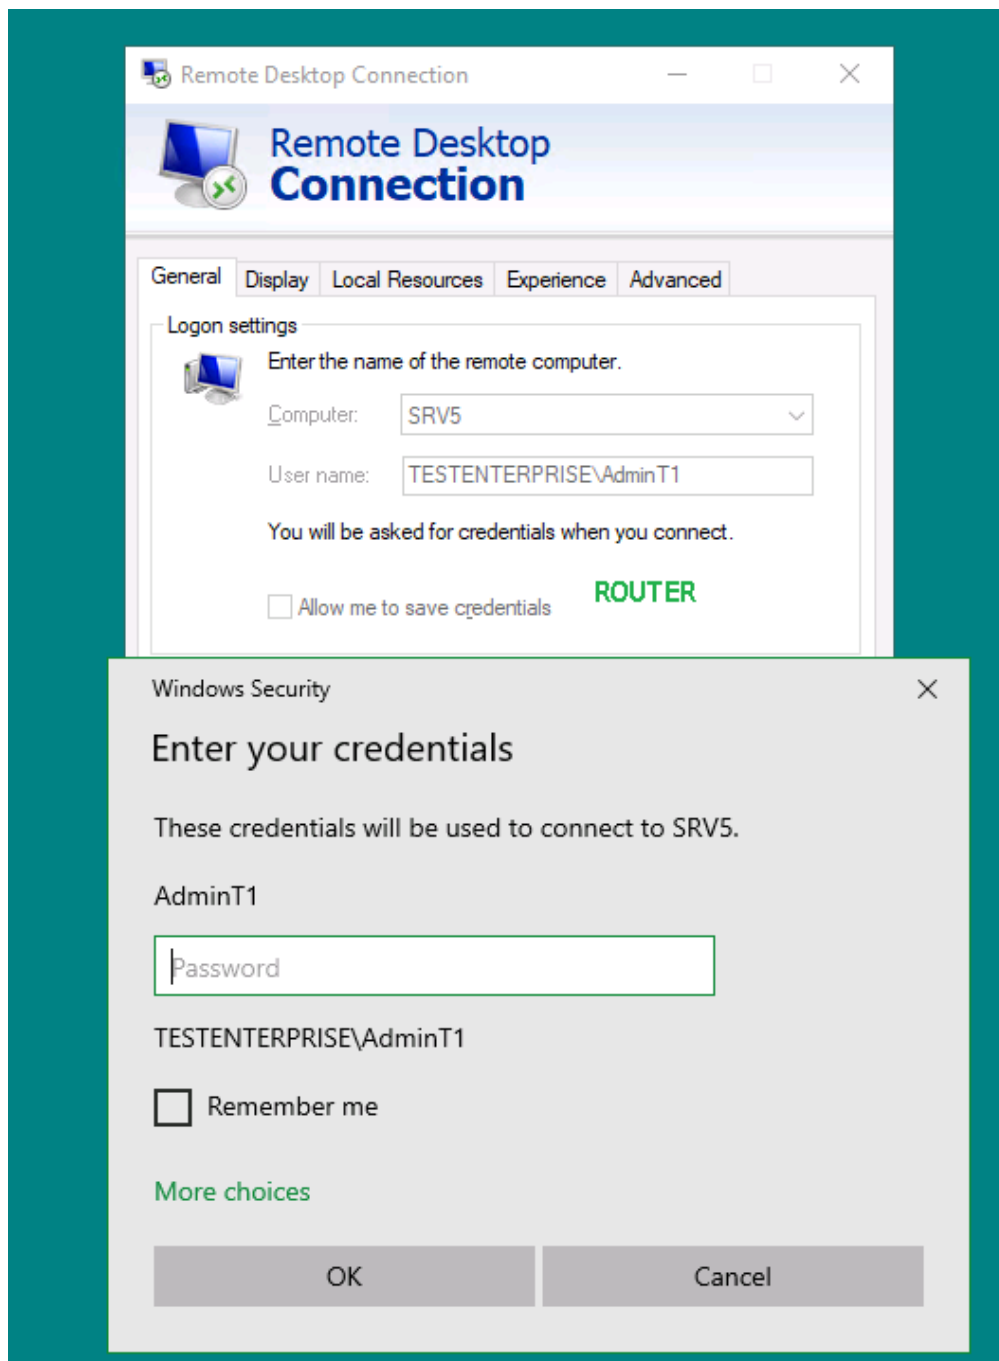 Remote Desktop Connection
Remote Desktop
Connection
General Display Local Resources Experience Advanced
Logon settings
Enter the name of the remote computer.
Computer: SRV5
User name: TESTENTERPRISE\AdminT1
You will be asked for credentials when you connect.
Allow me to save credentials
ROUTER
Windows Security
Enter your credentials
These credentials will be used to connect to SRV5.
AdminT1
Password
TESTENTERPRISE\AdminT1
Remember me
More choices
OK Cancel